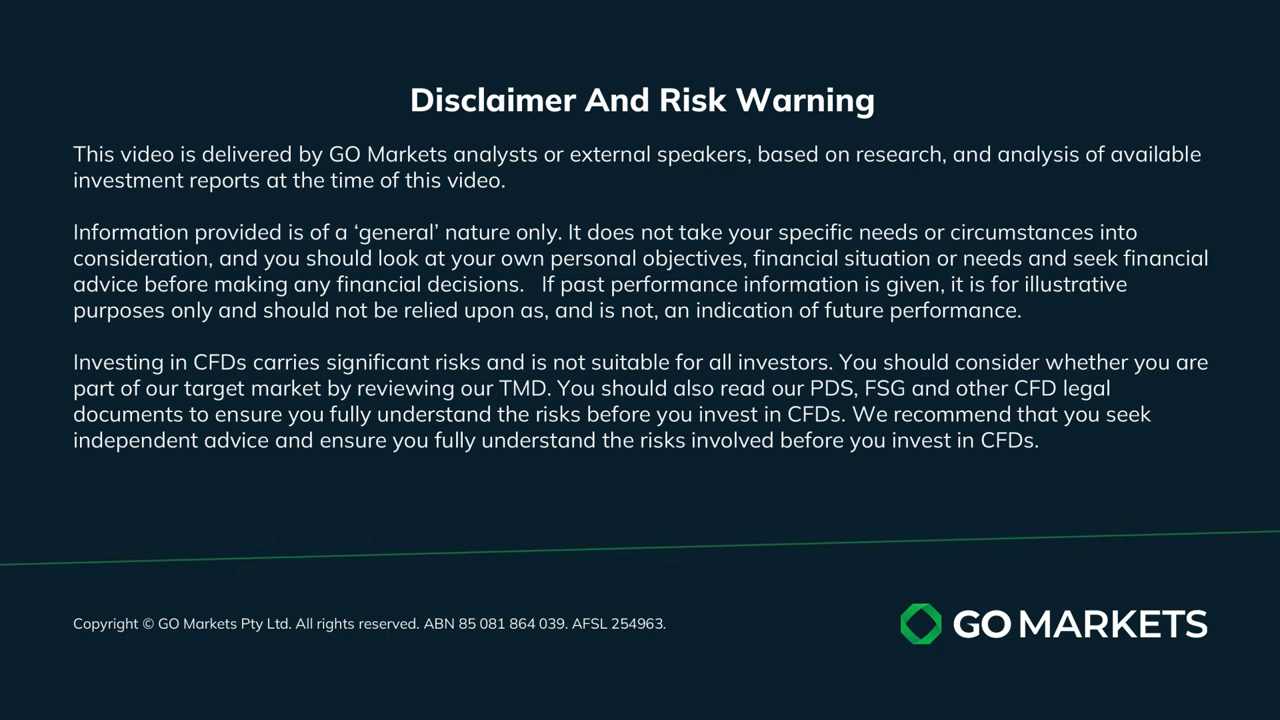 Disclaimer And Risk Warning
This video is delivered by GO Markets analysts or external speakers, based on research, and analysis of available
investment reports at the time of this video.
Information provided is of a ‘general’ nature only. It does not take your specific needs or circumstances into
consideration, and you should look at your own personal objectives, financial situation or needs and seek financial
advice before making any financial decisions.   If past performance information is given, it is for illustrative
purposes only and should not be relied upon as, and is not, an indication of future performance.
Investing in CFDs carries significant risks and is not suitable for all investors. You should consider whether you are
part of our target market by reviewing our TMD. You should also read our PDS, FSG and other CFD legal
documents to ensure you fully understand the risks before you invest in CFDs. We recommend that you seek
independent advice and ensure you fully understand the risks involved before you invest in CFDs.
Copyright © GO Markets Pty Ltd. All rights reserved. ABN 85 081 864 039. AFSL 254963.
GO MARKETS